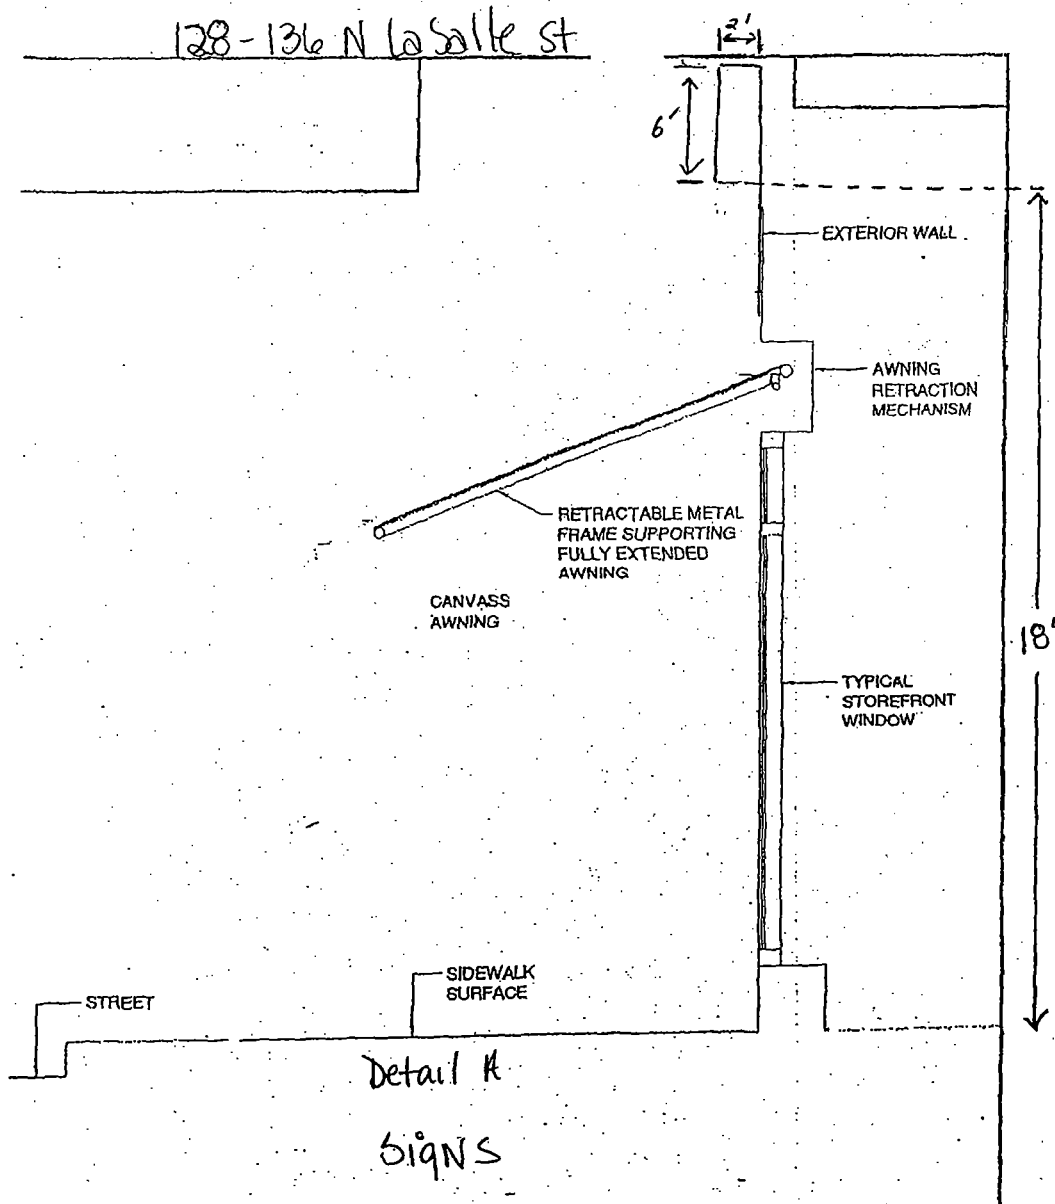 128-136 N LaSalle st
2'
6'
EXTERIOR WALL
AWNING
RETRACTION
MECHANISM
RETRACTABLE METAL
FRAME SUPPORTING
FULLY EXTENDED
AWNING
CANVASS
AWNING
18'
TYPICAL
STOREFRONT
WINDOW
SIDEWALK
SURFACE
STREET
Detail A
SIGNS